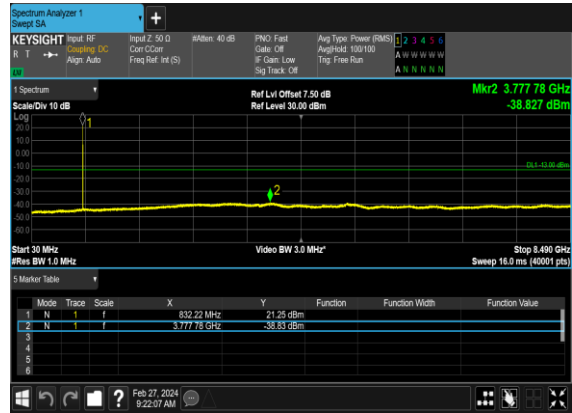 Spectrum Analyzer 1
Swept SA
+
KEYSIGHT Input: RF Input Z: 50 Ω #Atten: 40 dB PNO: Fast Avg Type: Power (RMS) 1 2 3 4 5 6
R T Coupling: DC Corr CCorr Gate: Off Avg|Hold: 100/100 A W W W W W
Align: Auto Freq Ref: Int (S) IF Gain: Low Trig: Free Run
Sig Track: Off A N N N N N
1 Spectrum Ref Lvl Offset 7.50 dB Mkr2 3.777 78 GHz
Scale/Div 10 dB Ref Level 30.00 dBm -38.827 dBm
Log
20.0
10.0
0.00
-10.0
-20.0
-30.0
-40.0
-50.0
-60.0
1
2
DL1 -13.00 dBm
Start 30 MHz Video BW 3.0 MHz* Stop 8.490 GHz
#Res BW 1.0 MHz Sweep 16.0 ms (40001 pts)
5 Marker Table
Mode Trace Scale X Y Function Function Width Function Value
1 N 1 f 832.22 MHz 21.25 dBm
2 N 1 f 3.777 78 GHz -38.83 dBm
3
4
5
6
? Feb 27, 2024
9:22:07 AM